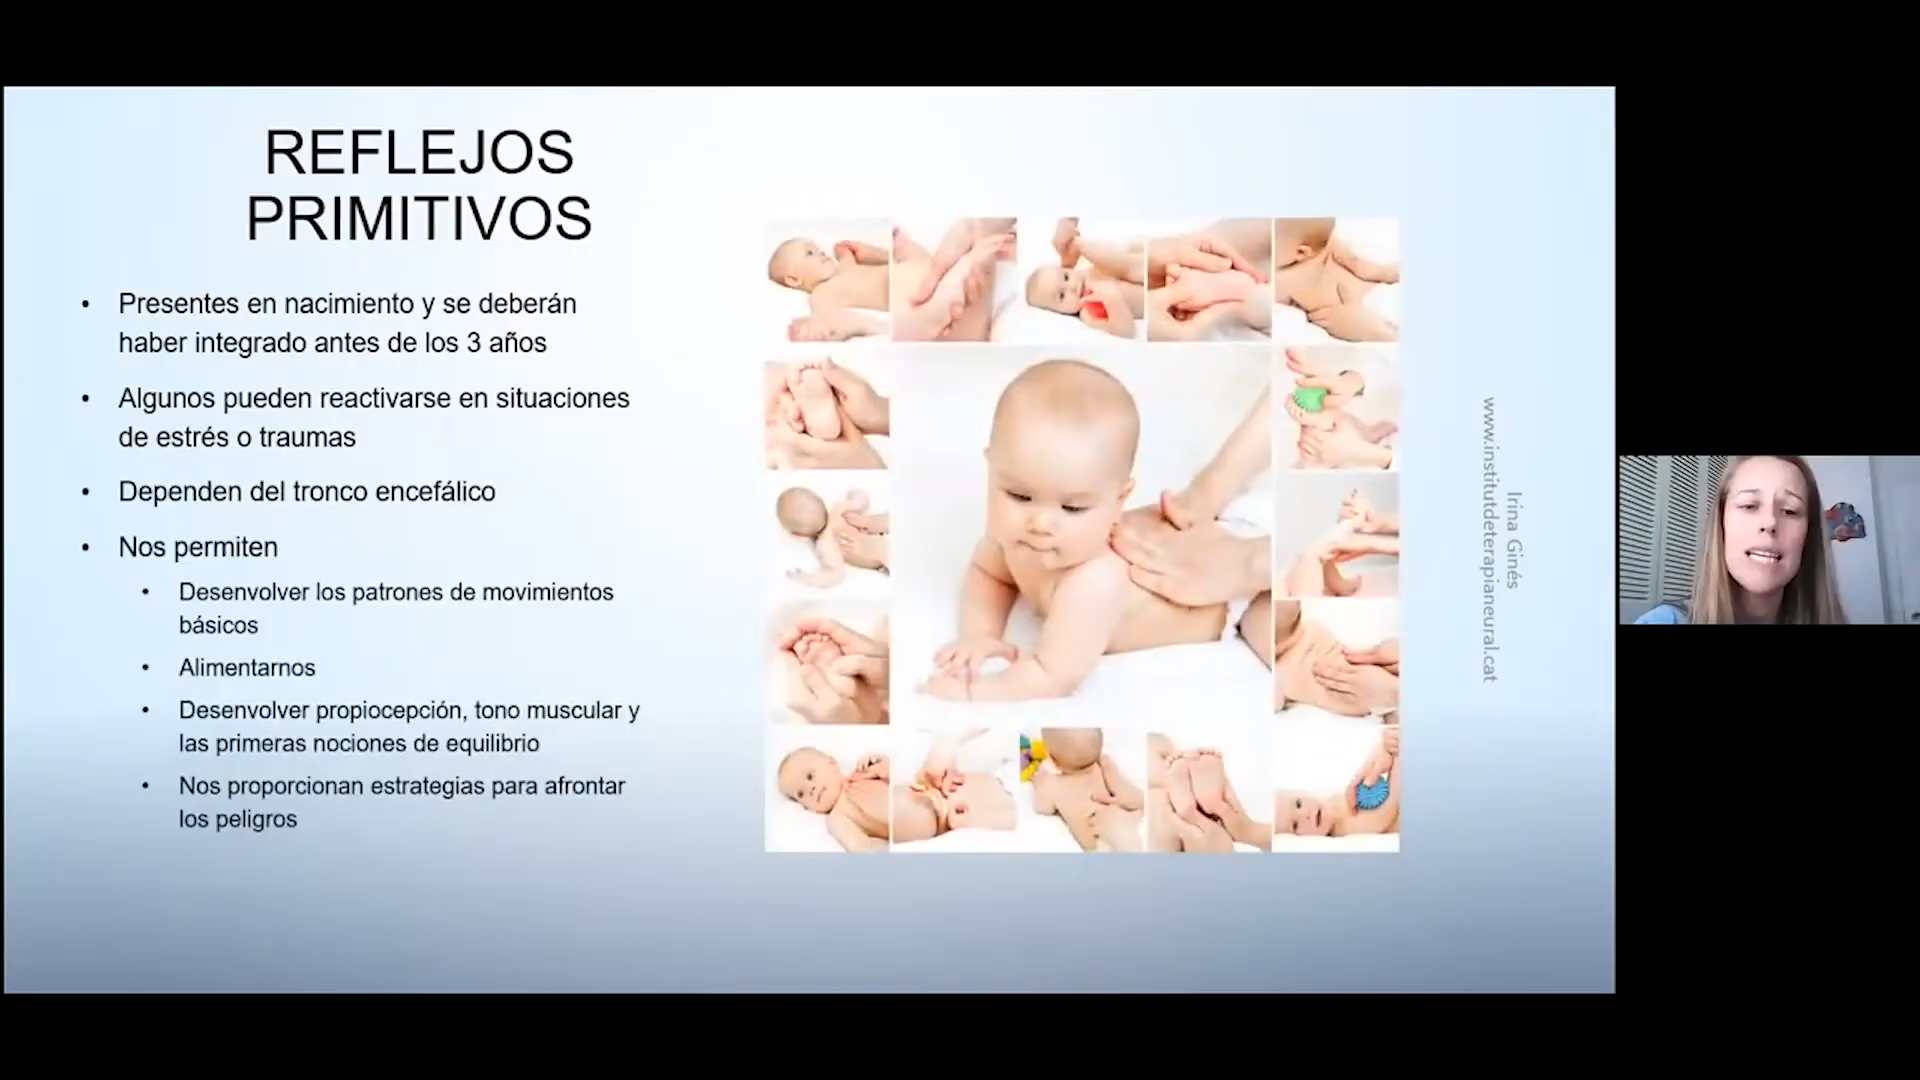 REFLEJOS
PRIMITIVOS
• Presentes en nacimiento y se deberán
haber integrado antes de los 3 años
• Algunos pueden reactivarse en situaciones
de estrés o traumas
• Dependen del tronco encefálico
• Nos permiten
• Desenvolver los patrones de movimientos
básicos
• Alimentarnos
• Desenvolver propiocepción, tono muscular y
las primeras nociones de equilibrio
• Nos proporcionan estrategias para afrontar
los peligros
Irina Ginés
www.institutdeterapianeural.cat